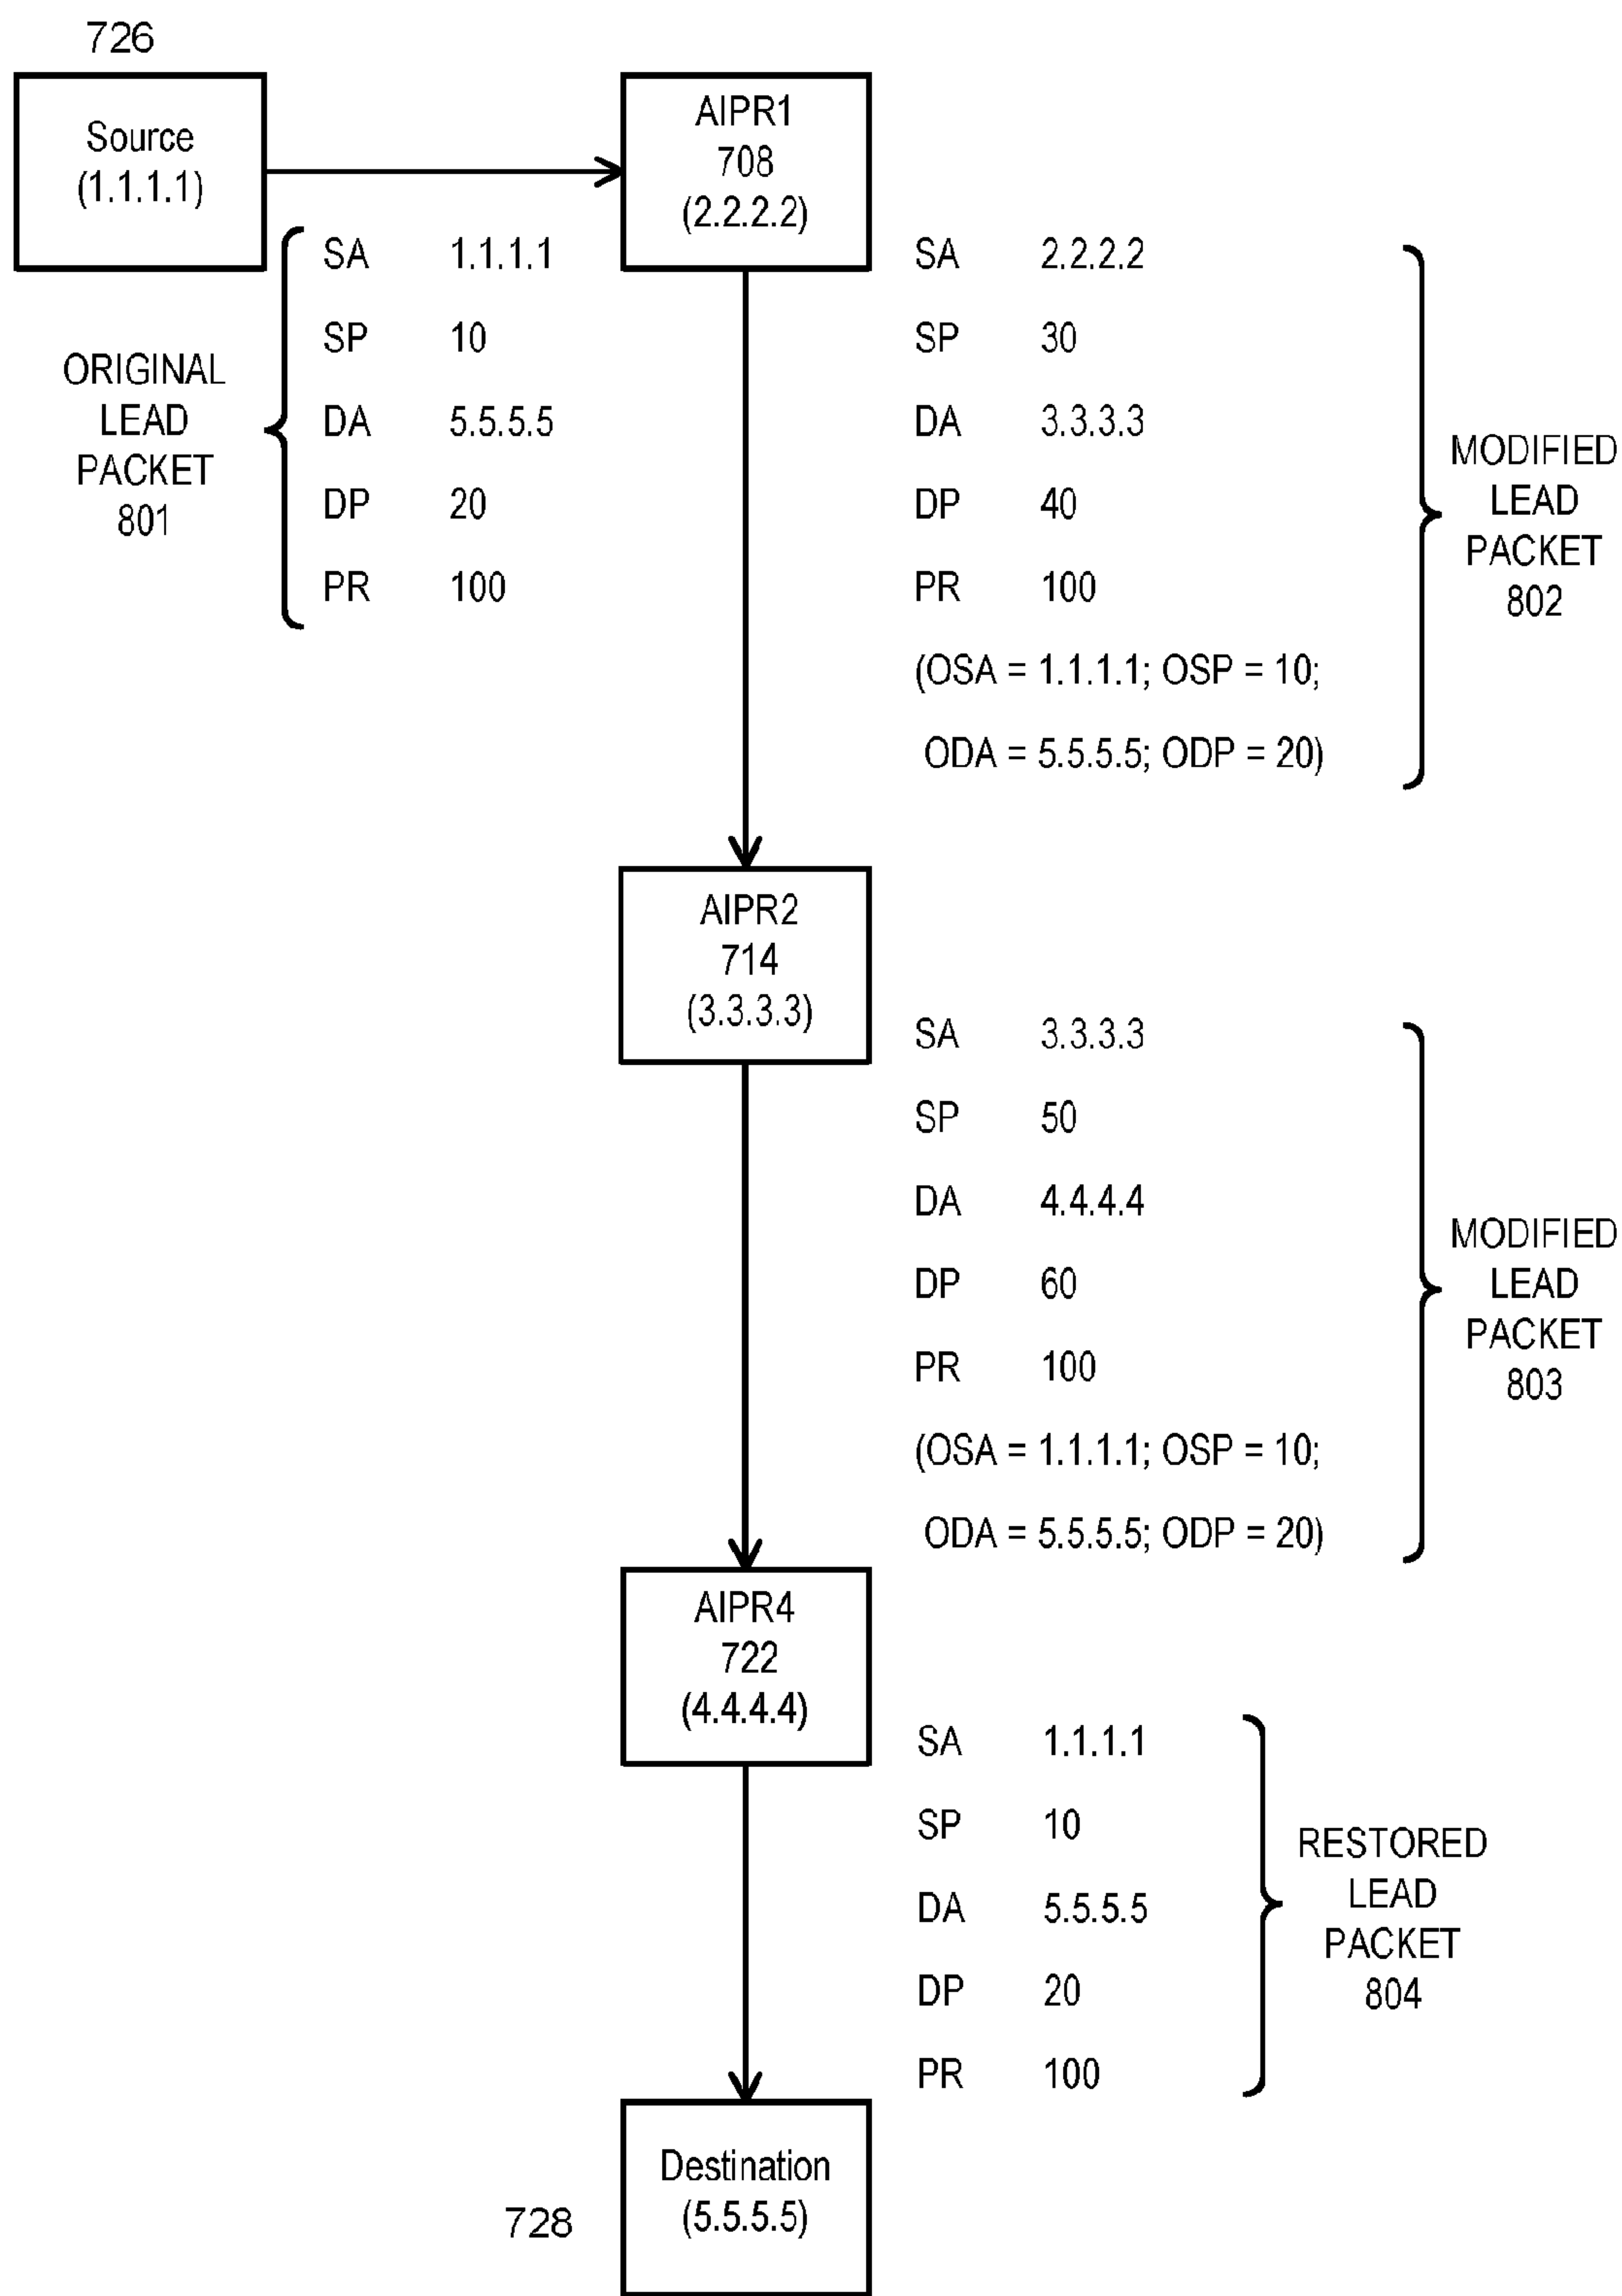 726
Source
(1.1.1.1)
AIPR1
708
(2.2.2.2)
ORIGINAL
LEAD
PACKET
801
SA 1.1.1.1
SP 10
DA 5.5.5.5
DP 20
PR 100
SA 2.2.2.2
SP 30
DA 3.3.3.3
DP 40
PR 100
(OSA = 1.1.1.1; OSP = 10;
ODA = 5.5.5.5; ODP = 20)
MODIFIED
LEAD
PACKET
802
AIPR2
714
(3.3.3.3)
SA 3.3.3.3
SP 50
DA 4.4.4.4
DP 60
PR 100
(OSA = 1.1.1.1; OSP = 10;
ODA = 5.5.5.5; ODP = 20)
MODIFIED
LEAD
PACKET
803
AIPR4
722
(4.4.4.4)
SA 1.1.1.1
SP 10
DA 5.5.5.5
DP 20
PR 100
RESTORED
LEAD
PACKET
804
Destination
(5.5.5.5)
728